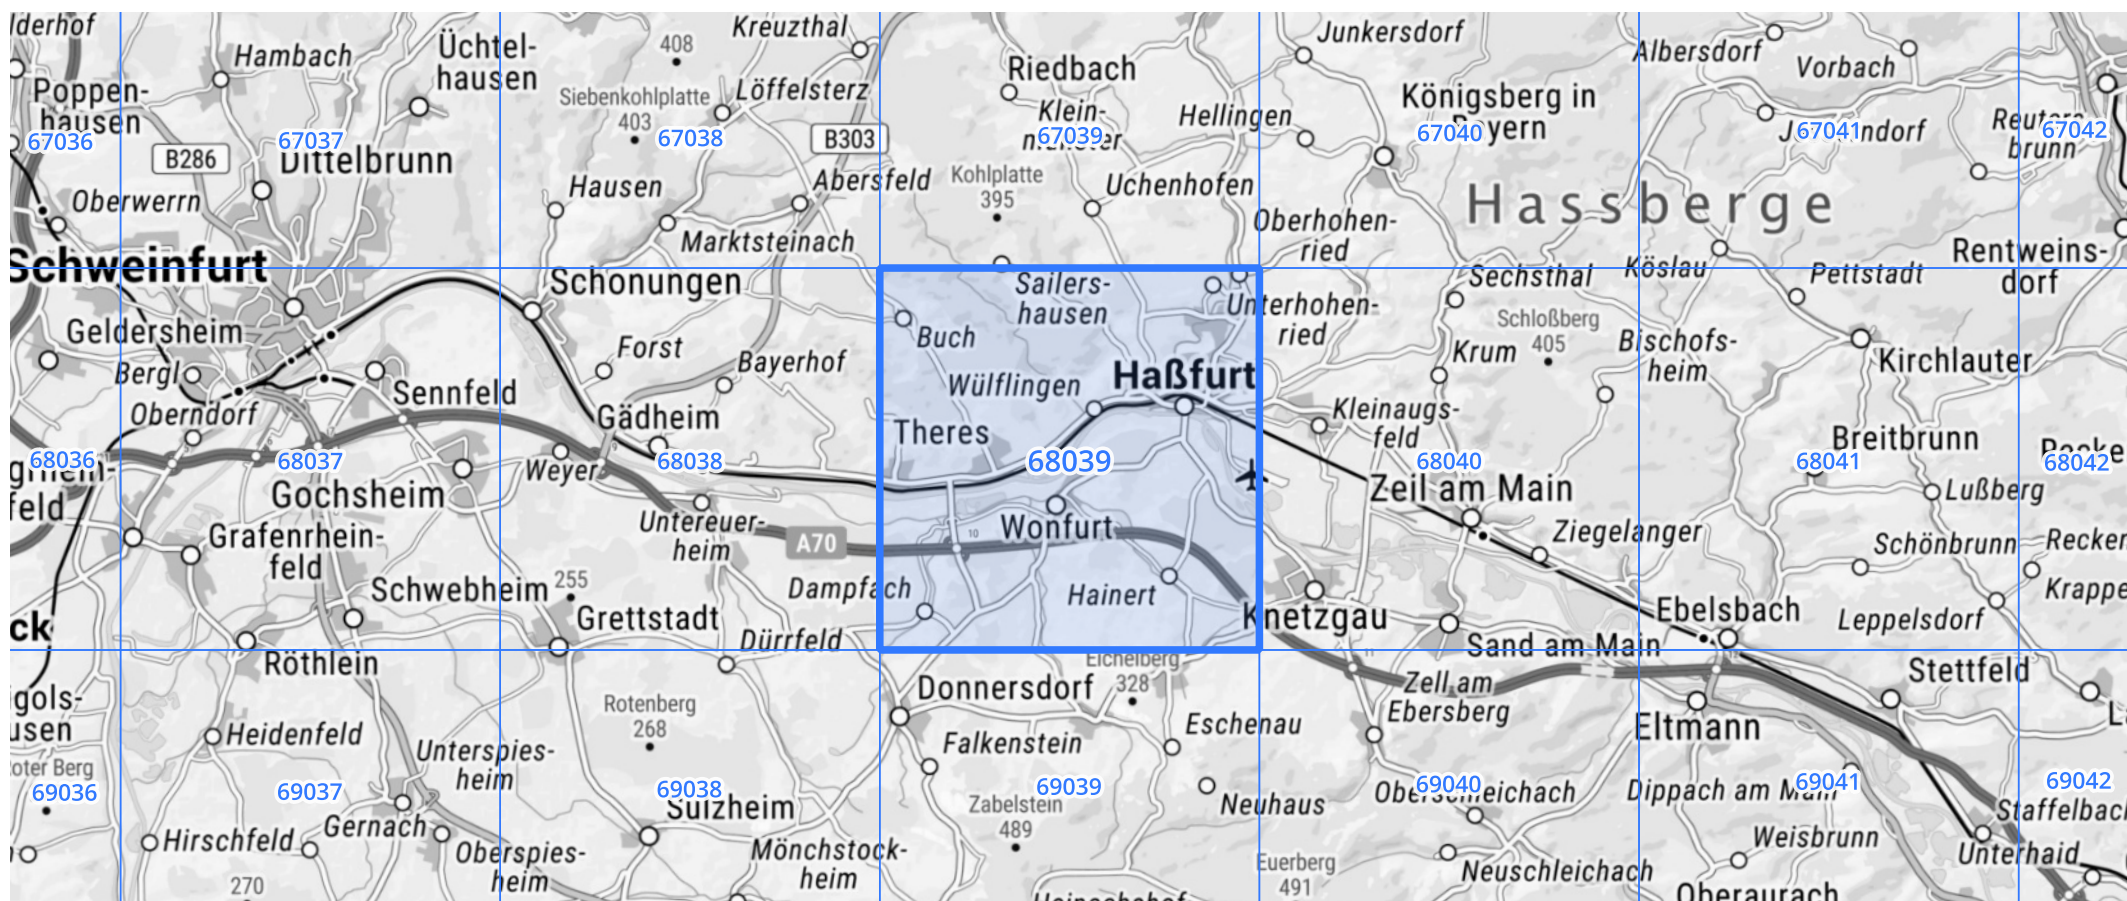 Hambach
Üchtel-
hausen
408
Kreuzthal
Riedbach
Junkersdorf
Albersdorf
Vorbach
Poppen-
hausen
Siebenkohlplatte
403
Löffelsterz
Klein-
Hellingen
Königsberg in
67036
B286
67037
Dittelbrunn
67038
B303
67039
67040
67041
67042
Oberwerrn
Hausen
Abersfeld
Kohlplatte
395
Uchenhofen
Hassberge
Marktsteinach
Oberhohen-
ried
Rentweins-
dorf
Schweinfurt
Schonungen
Sailers-
hausen
Unterhohen-
ried
Sechsthal
Köslau
Pettstadt
Geldersheim
Forst
Bayerhof
Buch
Schloßberg
405
Krum
Bischofs-
heim
Kirchlauter
Bergl
Oberndorf
Sennfeld
Gädheim
Wülflingen
Haßfurt
Kleinaugs-
feld
Theres
Breitbrunn
68036
68037
Weyer
68038
68039
68040
68041
68042
feld
Gochsheim
Untereuer-
heim
Zeil am Main
Lußberg
Grafenrhein-
feld
A70
10
Wonfurt
Ziegelanger
Schönbrunn
Schwebheim
255
Grettstadt
Dampfach
Hainert
Knetzgau
Ebelsbach
Leppelsdorf
Röthlein
Dürrfeld
Sand am Main
Stettfeld
Rotenberg
268
Donnersdorf
Eichelberg
328
11
Zell am
Ebersberg
Eltmann
Heidenfeld
Unterspies-
heim
Falkenstein
Eschenau
69036
69037
69038
69039
69040
69041
69042
Sulzheim
Zabelstein
489
Neuhaus
Hirschfeld
Gernach
Oberspies-
heim
Mönchstock-
heim
Euerberg
491
Neuschleichach
Weisbrunn
Unterhaid
270
Oberaurach